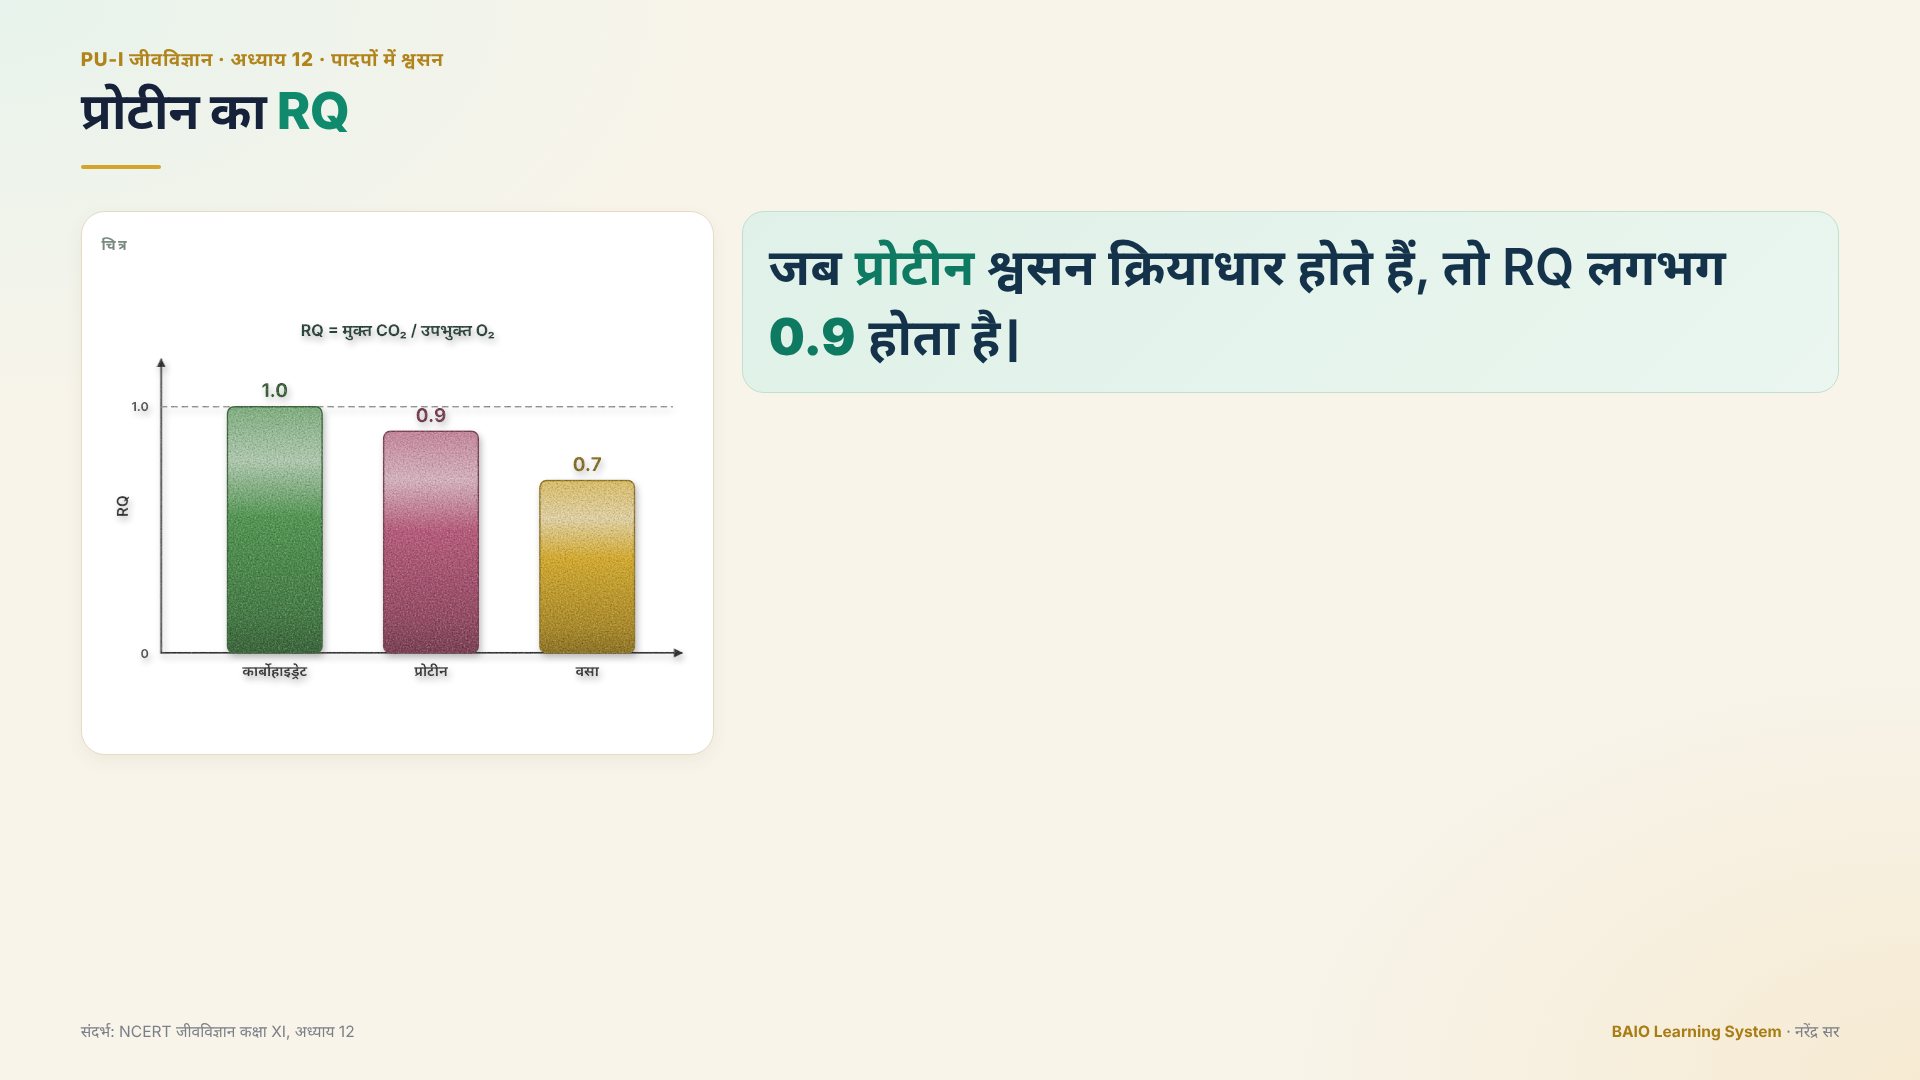 PU-I जीवविज्ञान · अध्याय 12 · पादपों में श्वसन
प्रोटीन का RQ
चित्र
RQ = मुक्त CO₂ / उपभुक्त O₂
1.0
1.0
0.9
0.7
RQ
0
कार्बोहाइड्रेट
प्रोटीन
वसा
जब प्रोटीन श्वसन क्रियाधार होते हैं, तो RQ लगभग
0.9 होता है|
संदर्भ: NCERT जीवविज्ञान कक्षा XI, अध्याय 12
BAIO Learning System · नरेंद्र सर